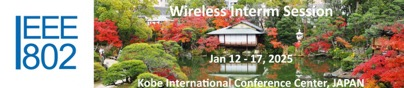 IEEE
802
Wireless Interim Session
Jan 12 - 17, 2025
Kobe International Conference Center, JAPAN